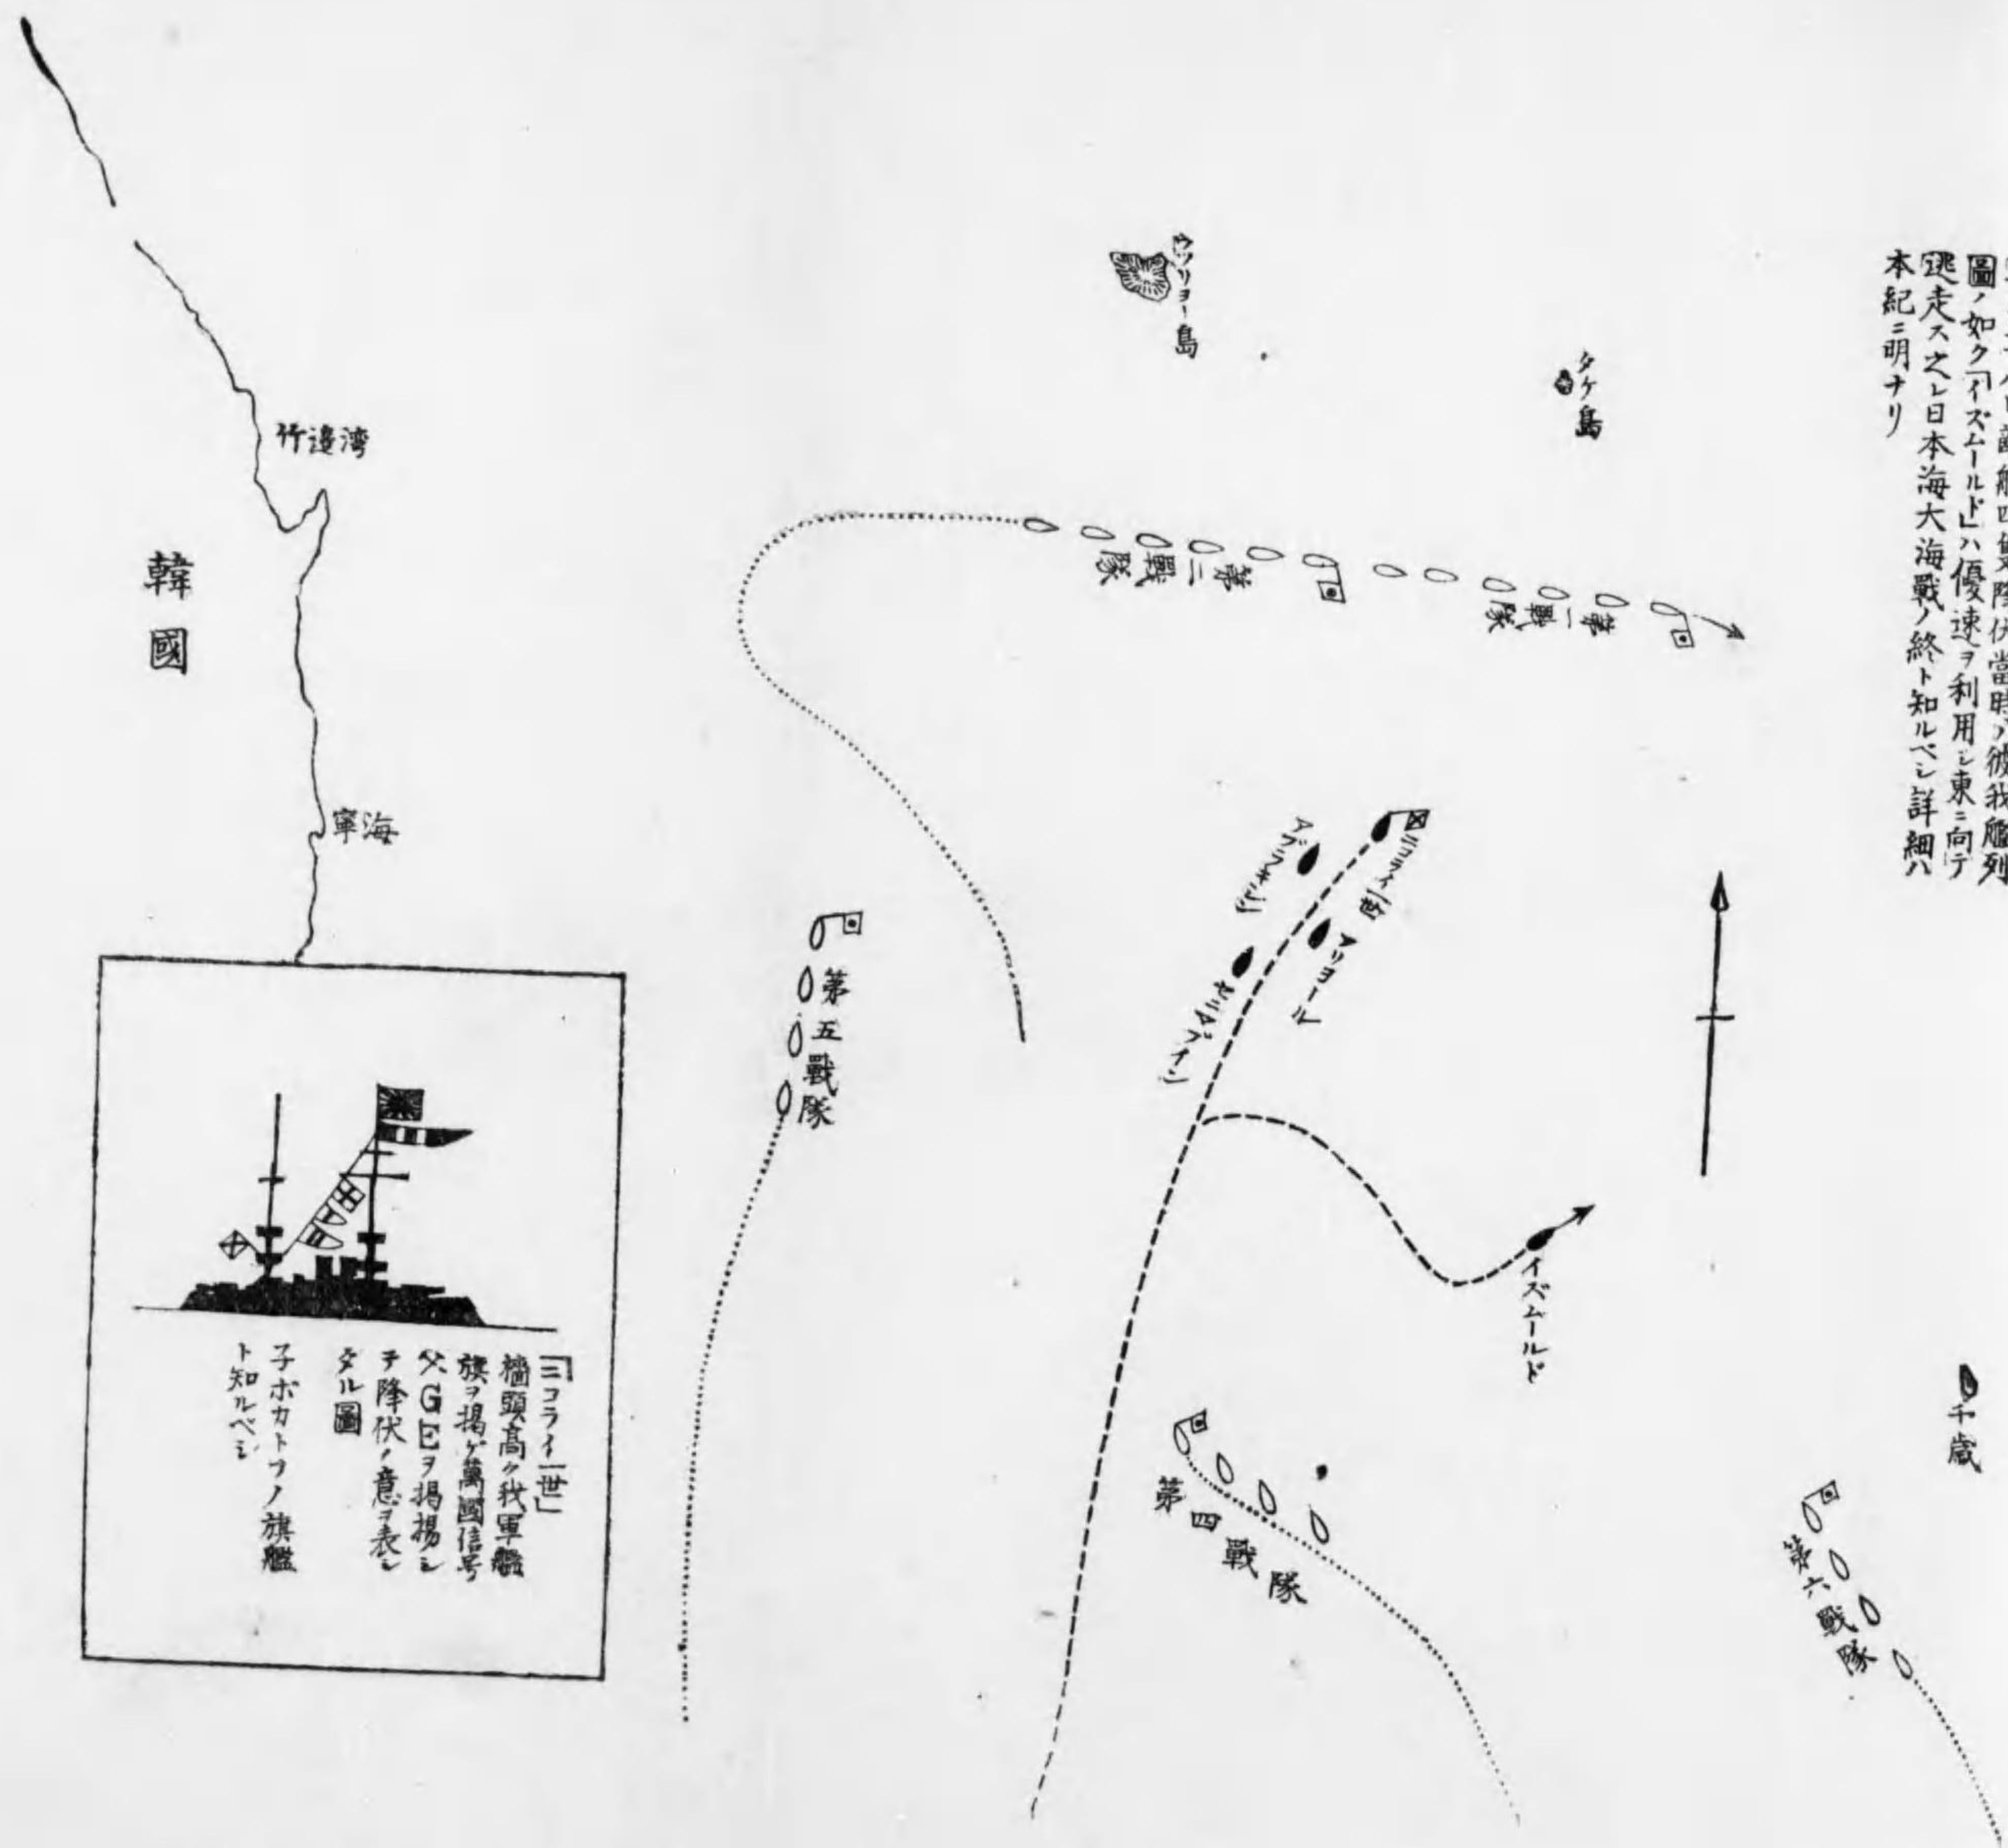 圖ノ如ク「イズムールド」ハ優速ヲ利用シ東ニ向テ
逃走ス之レ日本海大海戰ノ終ト知ルベシ詳細ハ
本紀ニ明ナリ
ウツリヨー島
タケ島
竹邊湾
韓國
寧海
第二戰隊
第一戰隊
ニコライ一世
アプラキシン
アリヨール
セニヤブイン
第五戰隊
イズムールド
千歳
第四戰隊
第六戰隊
「ニコライ一世」
檣頭高ク我軍艦
旗ヲ掲ゲ萬國信号
XGEヲ掲揚シ
テ降伏ノ意ヲ表シ
タル圖
子ボカトフノ旗艦
ト知ルベシ